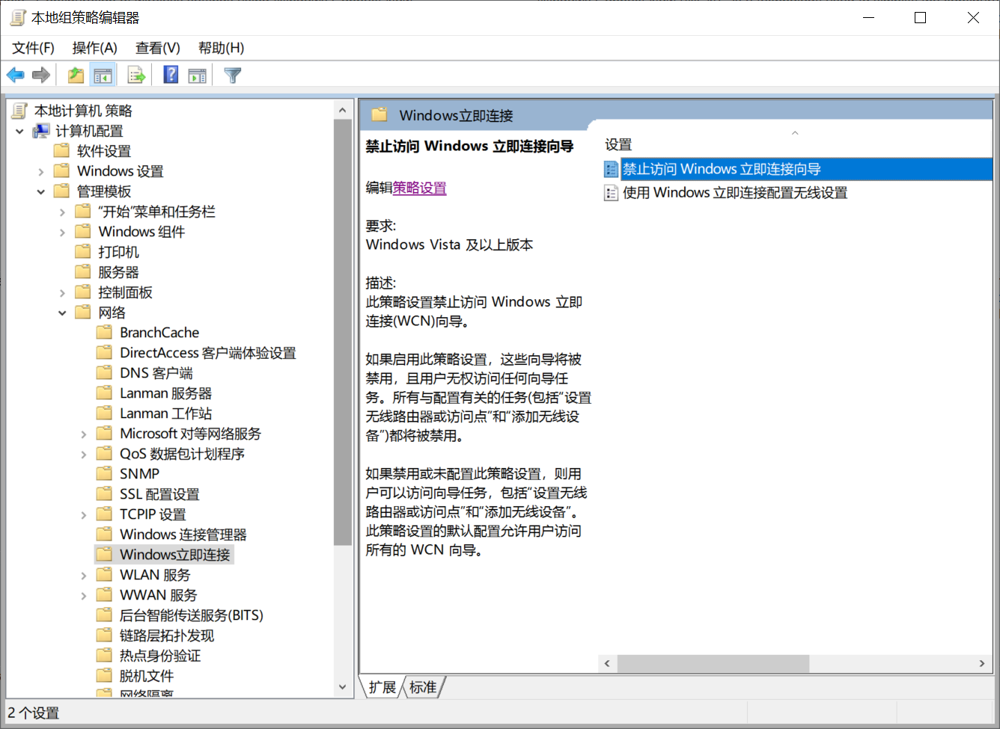 本地组策略编辑器
文件(F) 操作(A) 查看(V) 帮助(H)
本地计算机 策略
计算机配置
软件设置
Windows 设置
管理模板
“开始”菜单和任务栏
Windows 组件
打印机
服务器
控制面板
网络
BranchCache
DirectAccess 客户端体验设置
DNS 客户端
Lanman 服务器
Lanman 工作站
Microsoft 对等网络服务
QoS 数据包计划程序
SNMP
SSL 配置设置
TCPIP 设置
Windows 连接管理器
Windows立即连接
WLAN 服务
WWAN 服务
后台智能传送服务(BITS)
链路层拓扑发现
热点身份验证
脱机文件
网络隔离
Windows立即连接
禁止访问 Windows 立即连接向导
编辑策略设置
要求:
Windows Vista 及以上版本
描述:
此策略设置禁止访问 Windows 立即
连接(WCN)向导。
如果启用此策略设置，这些向导将被
禁用，且用户无权访问任何向导任
务。所有与配置有关的任务(包括“设置
无线路由器或访问点”和“添加无线设
备”)都将被禁用。
如果禁用或未配置此策略设置，则用
户可以访问向导任务，包括“设置无线
路由器或访问点”和“添加无线设备”。
此策略设置的默认配置允许用户访问
所有的 WCN 向导。
设置
禁止访问 Windows 立即连接向导
使用 Windows 立即连接配置无线设置
扩展 标准
2 个设置